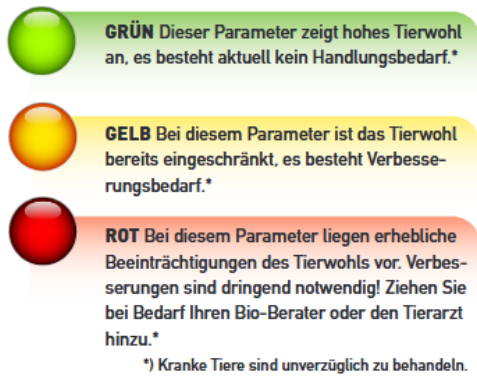 GRÜN Dieser Parameter zeigt hohes Tierwohl
an, es besteht aktuell kein Handlungsbedarf.*
GELB Bei diesem Parameter ist das Tierwohl
bereits eingeschränkt, es besteht Verbesse-
rungsbedarf.*
ROT Bei diesem Parameter liegen erhebliche
Beeinträchtigungen des Tierwohls vor. Verbes-
serungen sind dringend notwendig! Ziehen Sie
bei Bedarf Ihren Bio-Berater oder den Tierarzt
hinzu.*
*) Kranke Tiere sind unverzüglich zu behandeln.